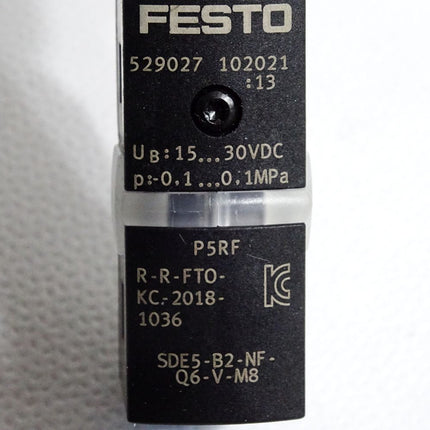 FESTO
529027 102021
:13
UB:15...30VDC
p:-0.1...0.1MPa
P5RF
R-R-FTO-
KC-2018-
1036
SDE5-B2-NF-
Q6-V-M8